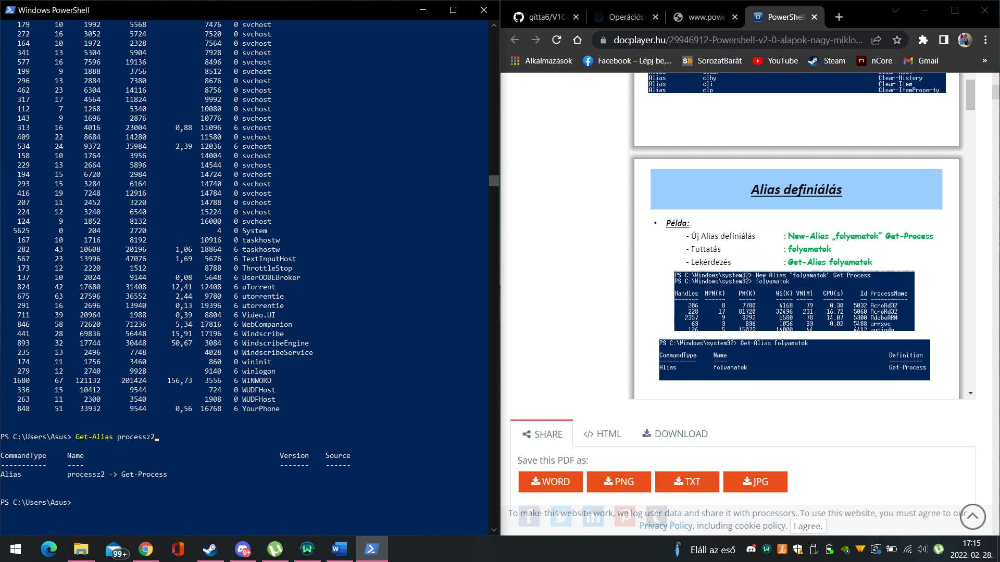 Windows PowerShell
179 10 1992 5568 7476 0 svchost
272 16 3052 5724 7520 0 svchost
164 10 1972 2328 7564 0 svchost
341 13 5304 5904 7928 0 svchost
577 16 7596 19136 8496 0 svchost
199 9 1888 3756 8512 0 svchost
296 13 2884 7380 8676 0 svchost
462 23 6304 14116 8756 0 svchost
317 17 4564 11824 9992 0 svchost
112 7 1268 5340 10080 0 svchost
143 9 1696 2876 10776 0 svchost
313 16 4016 23004 0,88 11096 6 svchost
409 22 8684 14280 11580 0 svchost
534 24 9372 35984 2,39 12036 6 svchost
158 10 1764 3956 14004 0 svchost
229 13 2664 5896 14544 0 svchost
194 15 6720 2984 14724 0 svchost
293 15 3284 6164 14740 0 svchost
416 19 7248 12916 14784 0 svchost
207 11 2452 3220 14788 0 svchost
224 12 3240 6540 15224 0 svchost
124 9 1852 8132 16000 0 svchost
5625 0 204 2720 4 0 System
167 10 1716 8192 10916 0 taskhostw
282 43 10608 20196 1,06 18864 6 taskhostw
567 23 13996 47076 1,69 5676 6 TextInputHost
173 12 2220 1512 8788 0 ThrottleStop
137 10 2024 9144 0,08 5648 6 UserOOBEBroker
824 42 17680 31408 12,41 12408 6 uTorrent
675 63 27596 36552 2,44 9780 6 utorrentie
291 16 2696 13940 0,13 19396 6 utorrentie
711 39 20964 1988 0,39 8804 6 Video.UI
846 58 72620 71236 5,34 17816 6 WebCompanion
441 28 69836 56448 15,91 17196 6 Windscribe
893 32 17744 30448 50,67 3084 6 WindscribeEngine
235 13 2496 7748 4028 0 WindscribeService
174 11 1756 3460 860 0 wininit
279 12 2740 9928 9140 6 winlogon
1680 67 121132 201424 156,73 3556 6 WINWORD
336 15 10412 9544 724 0 WUDFHost
263 11 2300 3540 1908 0 WUDFHost
848 51 33932 9544 0,56 16768 6 YourPhone
PS C:\Users\Asus> Get-Alias processz2
CommandType Name Version Source
----------- ---- ------- ------
Alias processz2 -> Get-Process
PS C:\Users\Asus>
gitta6/V1C Operációs www.powe PowerShell
docplayer.hu/29946912-Powershell-v2-0-alapok-nagy-miklo...
Alkalmazások Facebook – Lépj be,... SB SorozatBarát YouTube Steam n nCore Gmail »
Alias clhy Clear-History
Alias cli Clear-Item
Alias clp Clear-ItemProperty
Alias definiálás
• Példa:
- Új Alias definiálás : New-Alias „folyamatok” Get-Process
- Futtatás : folyamatok
- Lekérdezés : Get-Alias folyamatok
PS C:\Windows\system32> New-Alias "folyamatok" Get-Process
PS C:\Windows\system32> folyamatok
Handles NPM(K) PM(K) WS(K) VM(M) CPU(s) Id ProcessName
------- ------ ----- ----- ----- ------ -- -----------
206 8 7780 4168 79 0,30 5032 AcroRd32
228 17 81720 30496 231 16,72 5060 AcroRd32
2357 9 3292 5580 78 14,07 5300 AdobeARM
63 3 836 1056 33 0,02 5488 armsvc
126 5 15072 14000 44 4412 audiodg
PS C:\Windows\system32> Get-Alias folyamatok
CommandType Name Definition
----------- ---- ----------
Alias folyamatok Get-Process
SHARE </> HTML DOWNLOAD
Save this PDF as:
WORD PNG TXT JPG
To make this website work, we log user data and share it with processors. To use this website, you must agree to our
Privacy Policy, including cookie policy. I agree.
99+ 9+ Eláll az eső 17:15
2022. 02. 28.